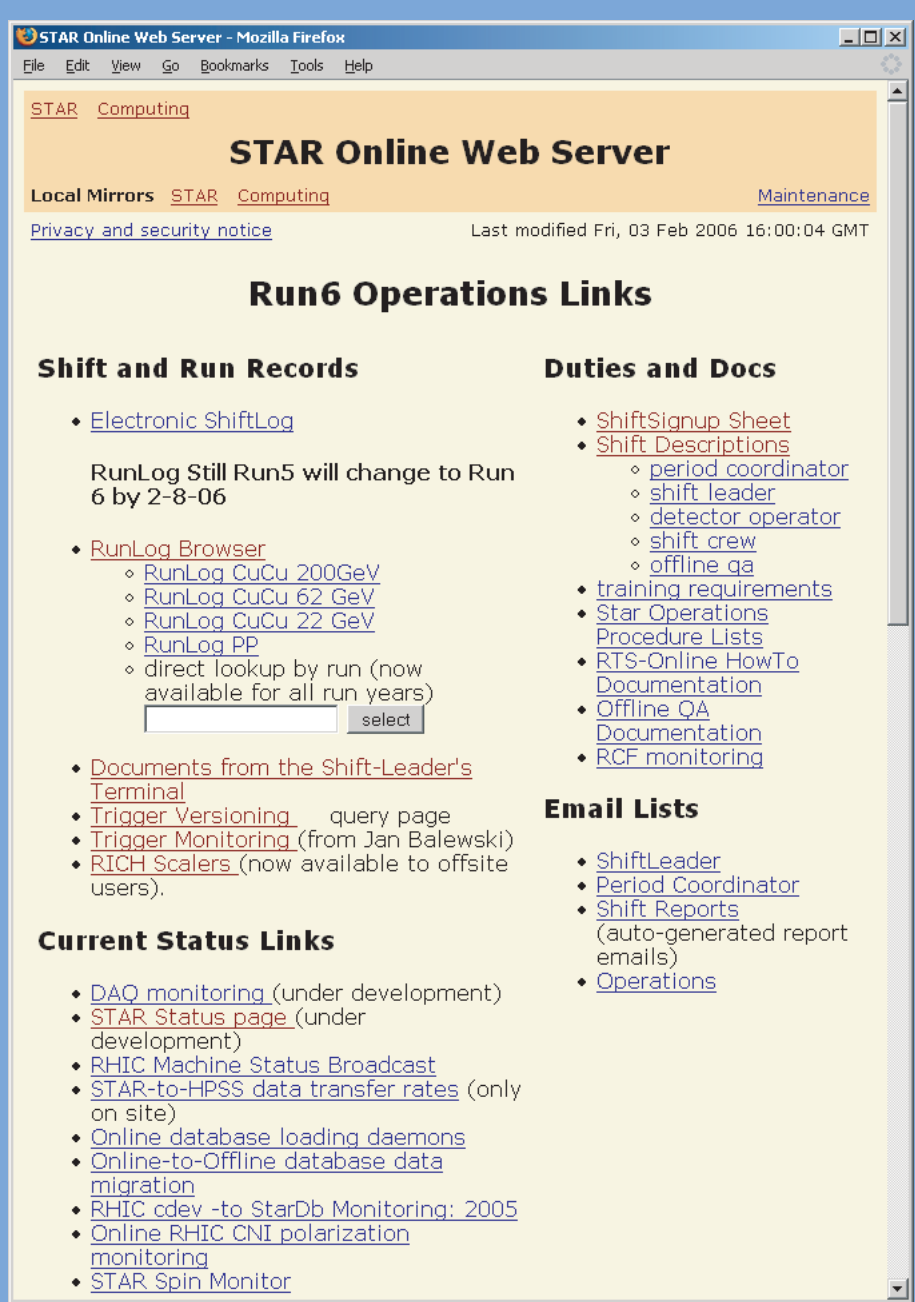 STAR Online Web Server - Mozilla Firefox
File Edit View Go Bookmarks Tools Help
STAR Computing
STAR Online Web Server
Local Mirrors STAR Computing Maintenance
Privacy and security notice Last modified Fri, 03 Feb 2006 16:00:04 GMT
Run6 Operations Links
Shift and Run Records
Electronic ShiftLog
RunLog Still Run5 will change to Run
6 by 2-8-06
RunLog Browser
RunLog CuCu 200GeV
RunLog CuCu 62 GeV
RunLog CuCu 22 GeV
RunLog PP
direct lookup by run (now
available for all run years)
select
Documents from the Shift-Leader's
Terminal
Trigger Versioning query page
Trigger Monitoring (from Jan Balewski)
RICH Scalers (now available to offsite
users).
Current Status Links
DAQ monitoring (under development)
STAR Status page (under
development)
RHIC Machine Status Broadcast
STAR-to-HPSS data transfer rates (only
on site)
Online database loading daemons
Online-to-Offline database data
migration
RHIC cdev -to StarDb Monitoring: 2005
Online RHIC CNI polarization
monitoring
STAR Spin Monitor
Duties and Docs
ShiftSignup Sheet
Shift Descriptions
period coordinator
shift leader
detector operator
shift crew
offline qa
training requirements
Star Operations
Procedure Lists
RTS-Online HowTo
Documentation
Offline QA
Documentation
RCF monitoring
Email Lists
ShiftLeader
Period Coordinator
Shift Reports
(auto-generated report
emails)
Operations